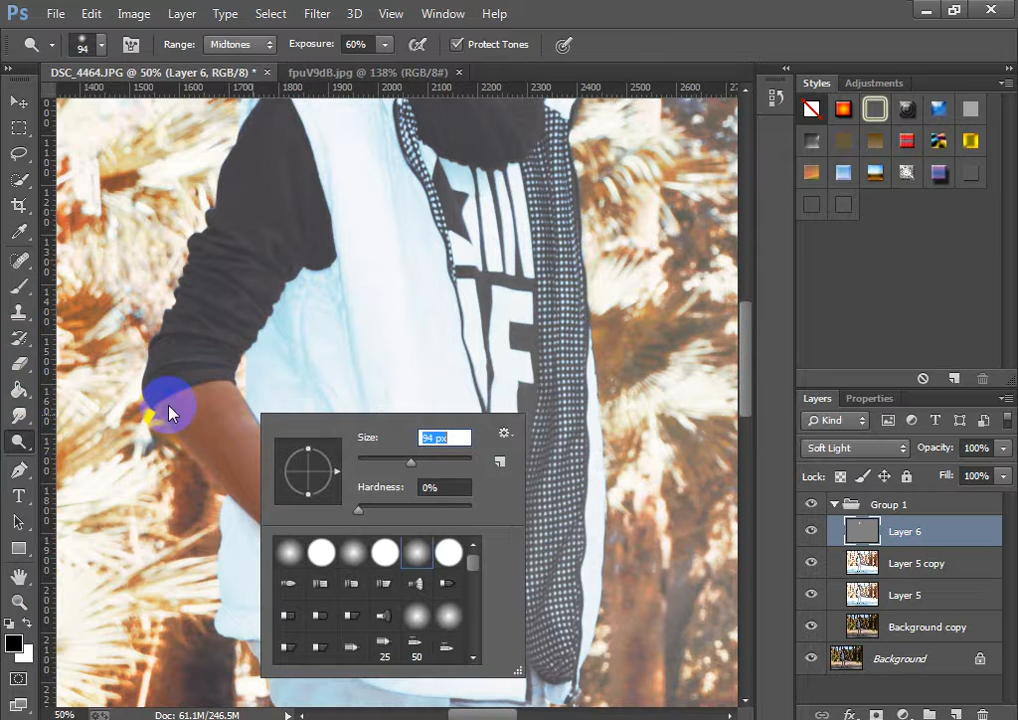 Ps File Edit Image Layer Type Select Filter 3D View Window Help
94 Range: Midtones Exposure: 60% Protect Tones
DSC_4464.JPG @ 50% (Layer 6, RGB/8) * × fpuV9dB.jpg @ 138% (RGB/8#) ×
1400 1500 1600 1700 1800 1900 2000 2100 2200 2300 2400 2500 2600
Styles Adjustments
Size: 94 px
Hardness: 0%
25 50
Layers Properties
Kind
Soft Light Opacity: 100%
Lock: Fill: 100%
Group 1
Layer 6
Layer 5 copy
Layer 5
Background copy
Background
50% Doc: 61.1M/246.5M